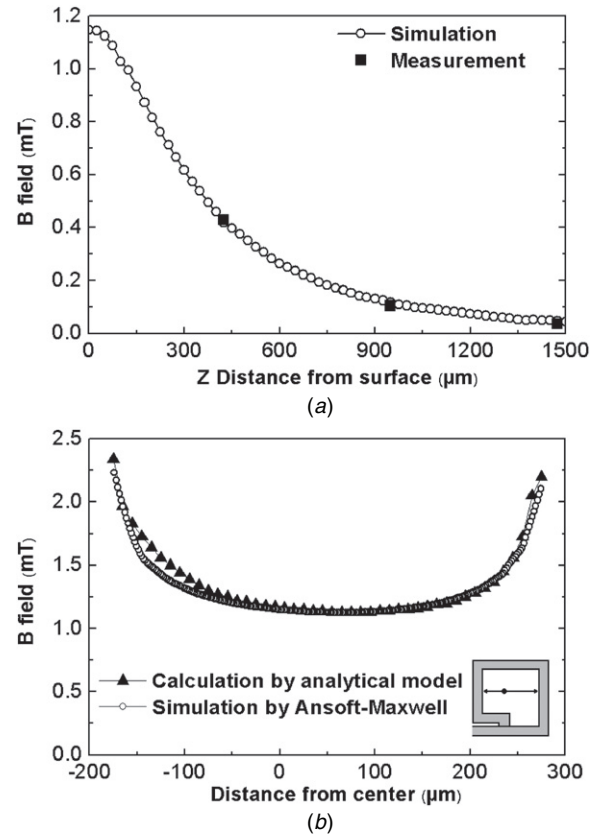 1.2
1.0
0.8
0.6
0.4
0.2
0.0
B field (mT)
Simulation
Measurement
0 300 600 900 1200 1500
Z Distance from surface (µm)
(a)
2.5
2.0
1.5
1.0
0.5
0.0
B field (mT)
Calculation by analytical model
Simulation by Ansoft-Maxwell
-200 -100 0 100 200 300
Distance from center (µm)
(b)